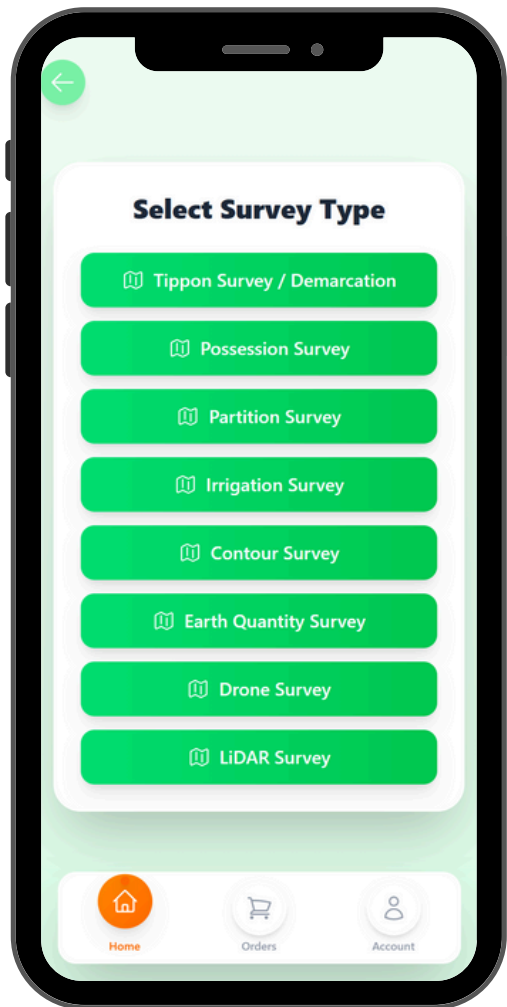 Select Survey Type
Tippon Survey / Demarcation
Possession Survey
Partition Survey
Irrigation Survey
Contour Survey
Earth Quantity Survey
Drone Survey
LiDAR Survey
Home
Orders
Account